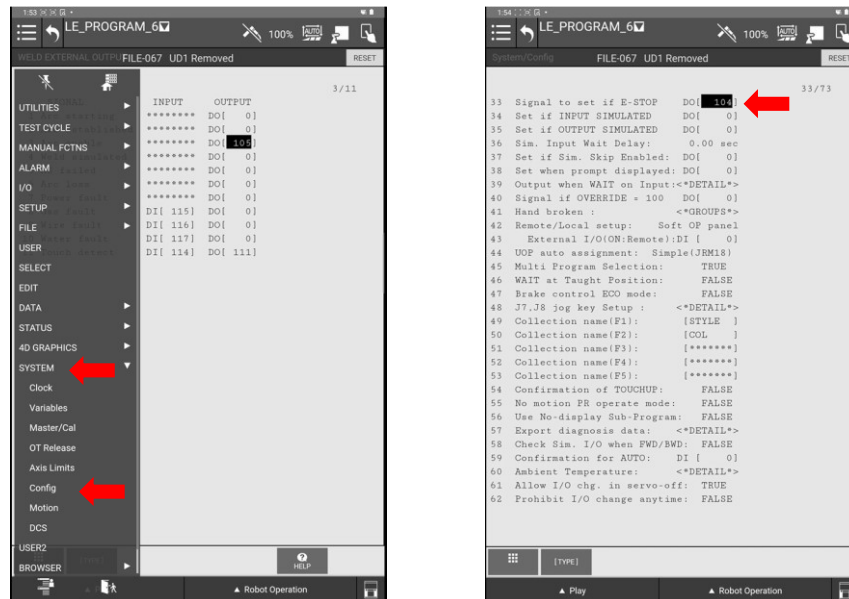 1:53
LE_PROGRAM_6
100%
AUTO
WELD EXTERNAL OUTPU
FILE-067 UD1 Removed
RESET
3/11
UTILITIES
TEST CYCLE
MANUAL FCTNS
ALARM
I/O
SETUP
FILE
USER
SELECT
EDIT
DATA
STATUS
4D GRAPHICS
SYSTEM
Clock
Variables
Master/Cal
OT Release
Axis Limits
Config
Motion
DCS
USER2
BROWSER
INPUT OUTPUT
******** DO[ 0]
******** DO[ 0]
******** DO[ 105]
******** DO[ 0]
******** DO[ 0]
******** DO[ 0]
******** DO[ 0]
DI[ 115] DO[ 0]
DI[ 116] DO[ 0]
DI[ 117] DO[ 0]
DI[ 114] DO[ 111]
HELP
Robot Operation
1:54
LE_PROGRAM_6
100%
AUTO
System/Config
FILE-067 UD1 Removed
RESET
33/73
33 Signal to set if E-STOP DO[ 104]
34 Set if INPUT SIMULATED DO[ 0]
35 Set if OUTPUT SIMULATED DO[ 0]
36 Sim. Input Wait Delay: 0.00 sec
37 Set if Sim. Skip Enabled: DO[ 0]
38 Set when prompt displayed: DO[ 0]
39 Output when WAIT on Input:<*DETAIL*>
40 Signal if OVERRIDE = 100 DO[ 0]
41 Hand broken : <*GROUPS*>
42 Remote/Local setup: Soft OP panel
43 External I/O(ON:Remote):DI [ 0]
44 UOP auto assignment: Simple(JRM18)
45 Multi Program Selection: TRUE
46 WAIT at Taught Position: FALSE
47 Brake control ECO mode: FALSE
48 J7,J8 jog key Setup : <*DETAIL*>
49 Collection name(F1): [STYLE ]
50 Collection name(F2): [COL ]
51 Collection name(F3): [*******]
52 Collection name(F4): [*******]
53 Collection name(F5): [*******]
54 Confirmation of TOUCHUP: FALSE
55 No motion PR operate mode: FALSE
56 Use No-display Sub-Program: FALSE
57 Export diagnosis data: <*DETAIL*>
58 Check Sim. I/O when FWD/BWD: FALSE
59 Confirmation for AUTO: DI [ 0]
60 Ambient Temperature: <*DETAIL*>
61 Allow I/O chg. in servo-off: TRUE
62 Prohibit I/O change anytime: FALSE
[TYPE]
Play
Robot Operation